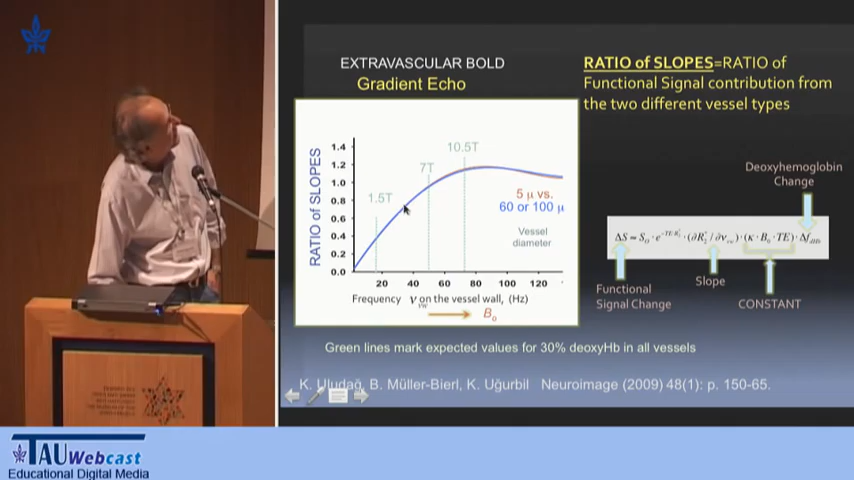 EXTRAVASCULAR BOLD
Gradient Echo
RATIO of SLOPES=RATIO of
Functional Signal contribution from
the two different vessel types
RATIO of SLOPES
1.4
1.2
1.0
0.8
0.6
0.4
0.2
0.0
20 40 60 80 100 120
1.5T
7T
10.5T
5 μ vs.
60 or 100 μ
Vessel
diameter
Frequency ν on the vessel wall, (Hz)
B₀
Deoxyhemoglobin
Change
Functional
Signal Change
Slope
CONSTANT
Green lines mark expected values for 30% deoxyHb in all vessels
K. Uludağ, B. Müller-Bierl, K. Uğurbil Neuroimage (2009) 48(1): p. 150-65.
TAU Webcast
Educational Digital Media